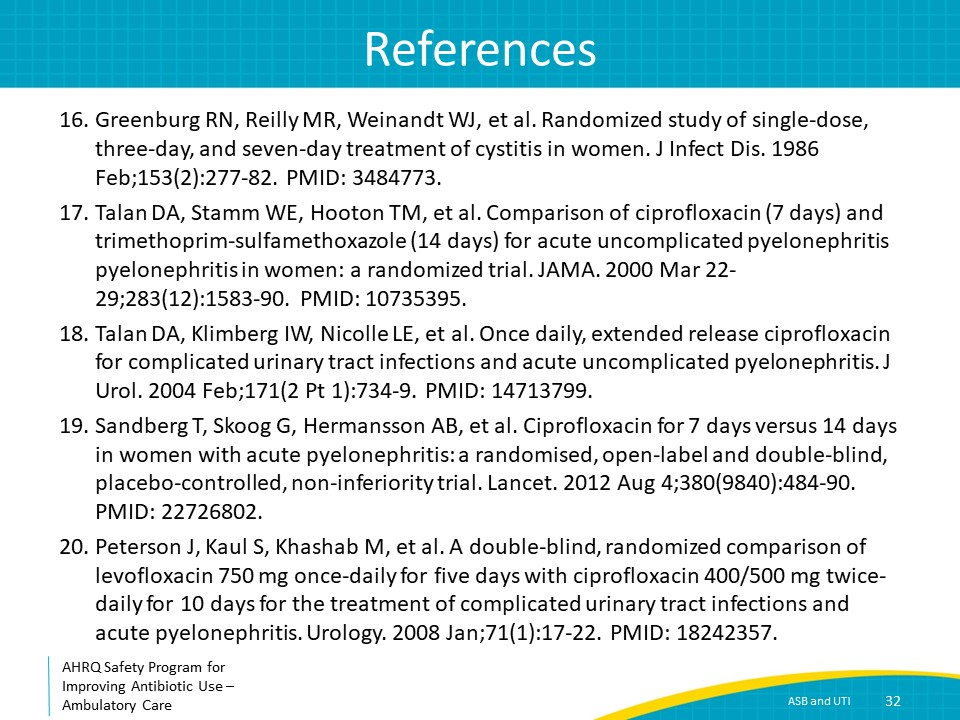 References
16. Greenburg RN, Reilly MR, Weinandt WJ, et al. Randomized study of single-dose,
three-day, and seven-day treatment of cystitis in women. J Infect Dis. 1986
Feb;153(2):277-82. PMID: 3484773.
17. Talan DA, Stamm WE, Hooton TM, et al. Comparison of ciprofloxacin (7 days) and
trimethoprim-sulfamethoxazole (14 days) for acute uncomplicated pyelonephritis
pyelonephritis in women: a randomized trial. JAMA. 2000 Mar 22-
29;283(12):1583-90. PMID: 10735395.
18. Talan DA, Klimberg IW, Nicolle LE, et al. Once daily, extended release ciprofloxacin
for complicated urinary tract infections and acute uncomplicated pyelonephritis. J
Urol. 2004 Feb;171(2 Pt 1):734-9. PMID: 14713799.
19. Sandberg T, Skoog G, Hermansson AB, et al. Ciprofloxacin for 7 days versus 14 days
in women with acute pyelonephritis: a randomised, open-label and double-blind,
placebo-controlled, non-inferiority trial. Lancet. 2012 Aug 4;380(9840):484-90.
PMID: 22726802.
20. Peterson J, Kaul S, Khashab M, et al. A double-blind, randomized comparison of
levofloxacin 750 mg once-daily for five days with ciprofloxacin 400/500 mg twice-
daily for 10 days for the treatment of complicated urinary tract infections and
acute pyelonephritis. Urology. 2008 Jan;71(1):17-22. PMID: 18242357.
AHRQ Safety Program for
Improving Antibiotic Use –
Ambulatory Care
ASB and UTI
32